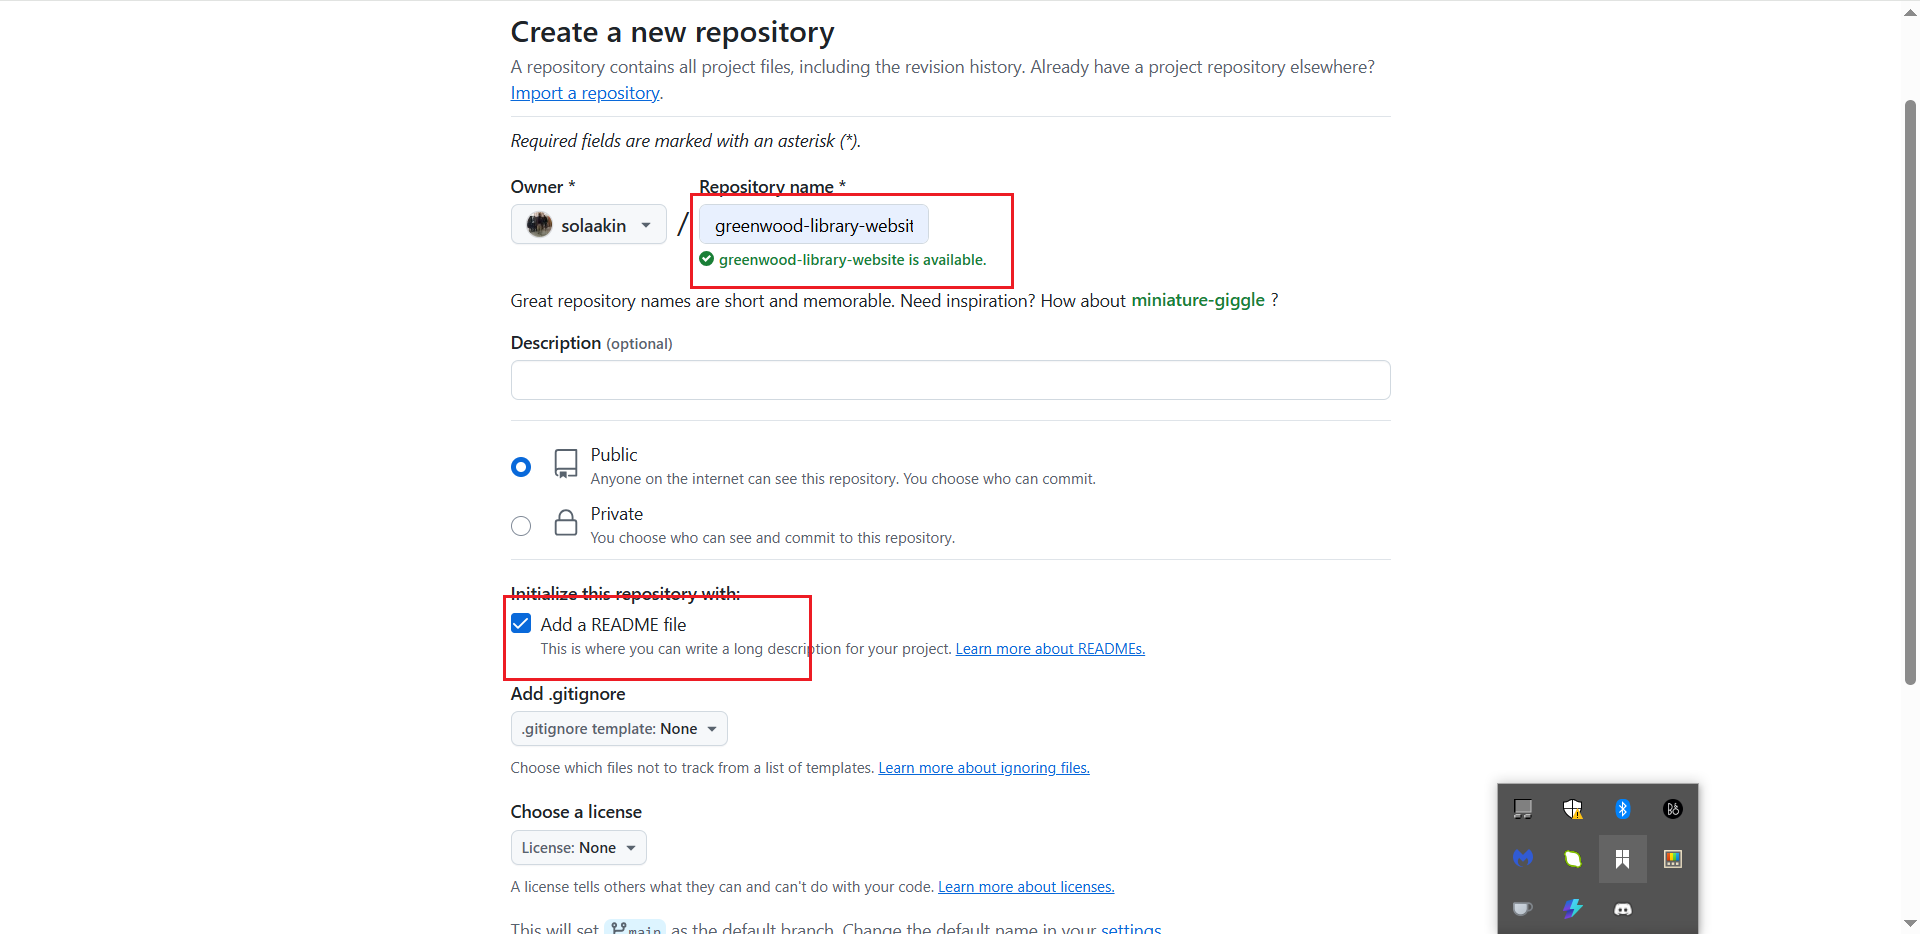 Create a new repository
A repository contains all project files, including the revision history. Already have a project repository elsewhere?
Import a repository.
Required fields are marked with an asterisk (*).
Owner * Repository name *
solaakin / greenwood-library-websit
greenwood-library-website is available.
Great repository names are short and memorable. Need inspiration? How about miniature-giggle ?
Description (optional)
Public
Anyone on the internet can see this repository. You choose who can commit.
Private
You choose who can see and commit to this repository.
Initialize this repository with:
Add a README file
This is where you can write a long description for your project. Learn more about READMEs.
Add .gitignore
.gitignore template: None
Choose which files not to track from a list of templates. Learn more about ignoring files.
Choose a license
License: None
A license tells others what they can and can't do with your code. Learn more about licenses.
This will set main as the default branch. Change the default name in your settings